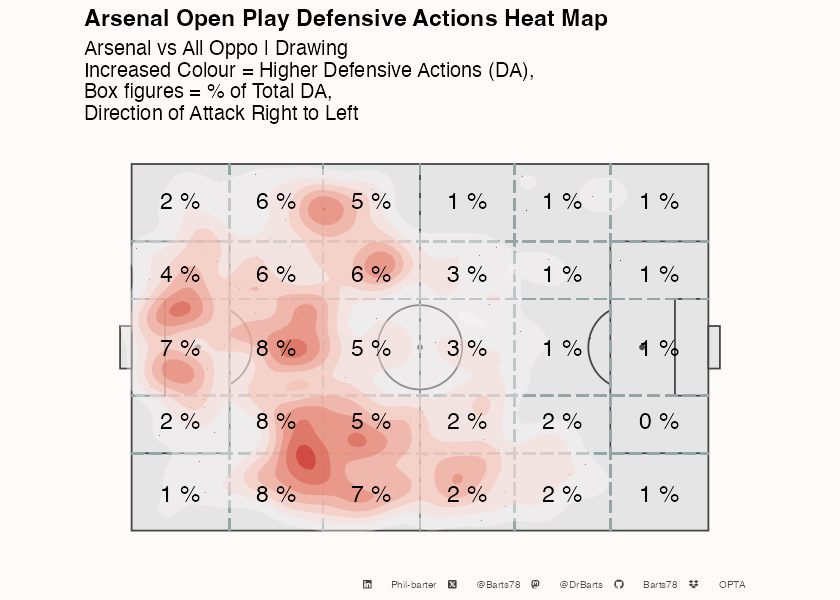 Arsenal Open Play Defensive Actions Heat Map
Arsenal vs All Oppo | Drawing
Increased Colour = Higher Defensive Actions (DA),
Box figures = % of Total DA,
Direction of Attack Right to Left
2 % 6 % 5 % 1 % 1 % 1 %
4 % 6 % 6 % 3 % 1 % 1 %
7 % 8 % 5 % 3 % 1 % 1 %
2 % 8 % 5 % 2 % 2 % 0 %
1 % 8 % 7 % 2 % 2 % 1 %
Phil-barter @Barts78 @DrBarts Barts78 OPTA